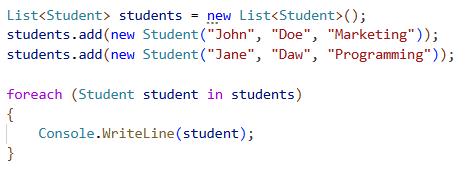 List<Student> students = new List<Student>();
students.add(new Student("John", "Doe", "Marketing"));
students.add(new Student("Jane", "Daw", "Programming"));

foreach (Student student in students)
{
    Console.WriteLine(student);
}